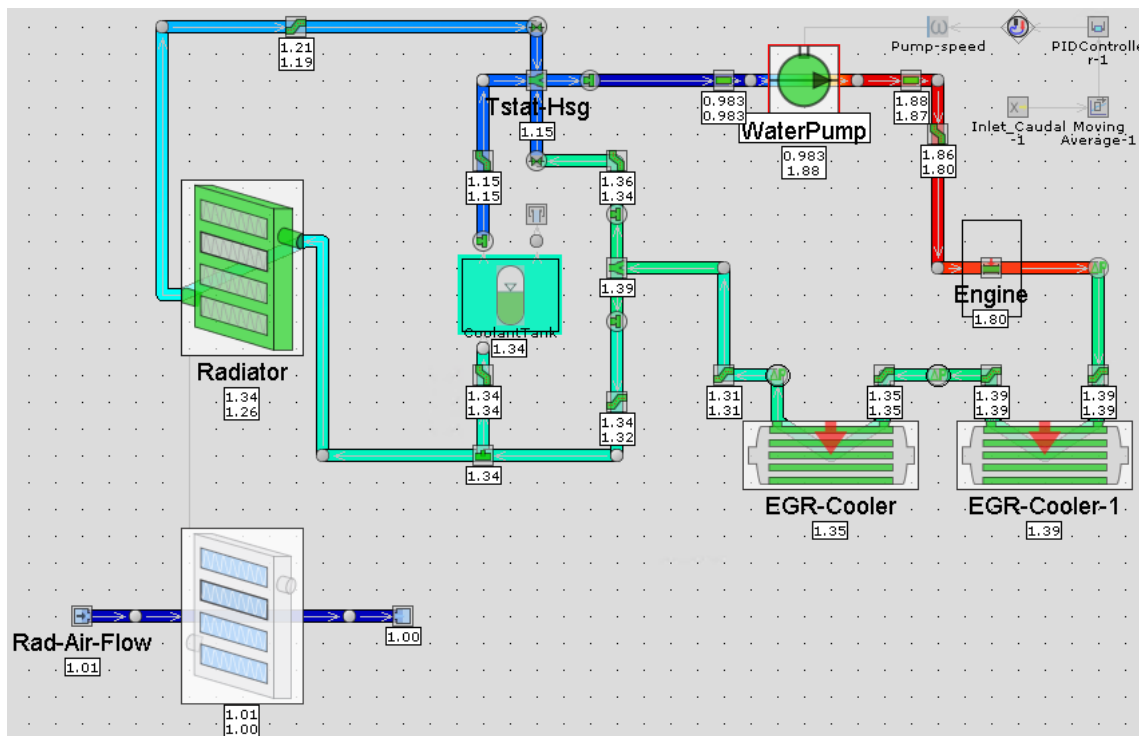 Pump-speed
PIDControlle
r-1
1.21
1.19
Tstat-Hsg
1.15
0.983
0.983
WaterPump
0.983
1.88
1.88
1.87
Inlet_Caudal
-1
Moving
Average-1
1.86
1.80
1.15
1.15
1.36
1.34
Engine
1.80
1.39
CoolantTank
1.34
Radiator
1.34
1.26
1.34
1.34
1.34
1.32
1.31
1.31
ΔP
1.35
1.35
ΔP
1.39
1.39
ΔP
1.39
1.39
1.34
EGR-Cooler
1.35
EGR-Cooler-1
1.39
Rad-Air-Flow
1.01
1.00
1.01
1.00